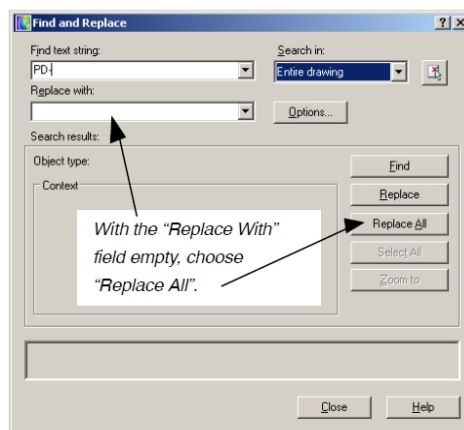 Find and Replace
Find text string:
Search in:
PD-
Entire drawing
Replace with:
Options...
Search results:
Object type:
Find
Context
Replace
With the “Replace With”
field empty, choose
“Replace All”.
Replace All
Select All
Zoom to
Close
Help